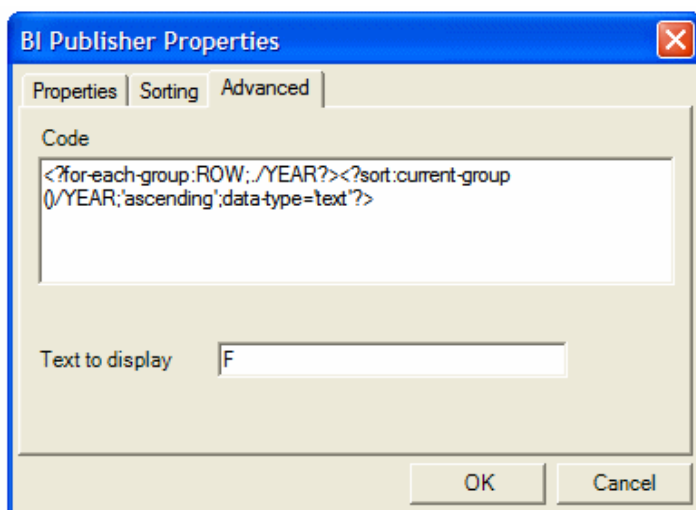 BI Publisher Properties
Properties Sorting Advanced
Code
<?for-each-group:ROW;./YEAR?><?sort:current-group
()/YEAR;'ascending';data-type='text'?>
Text to display F
OK Cancel